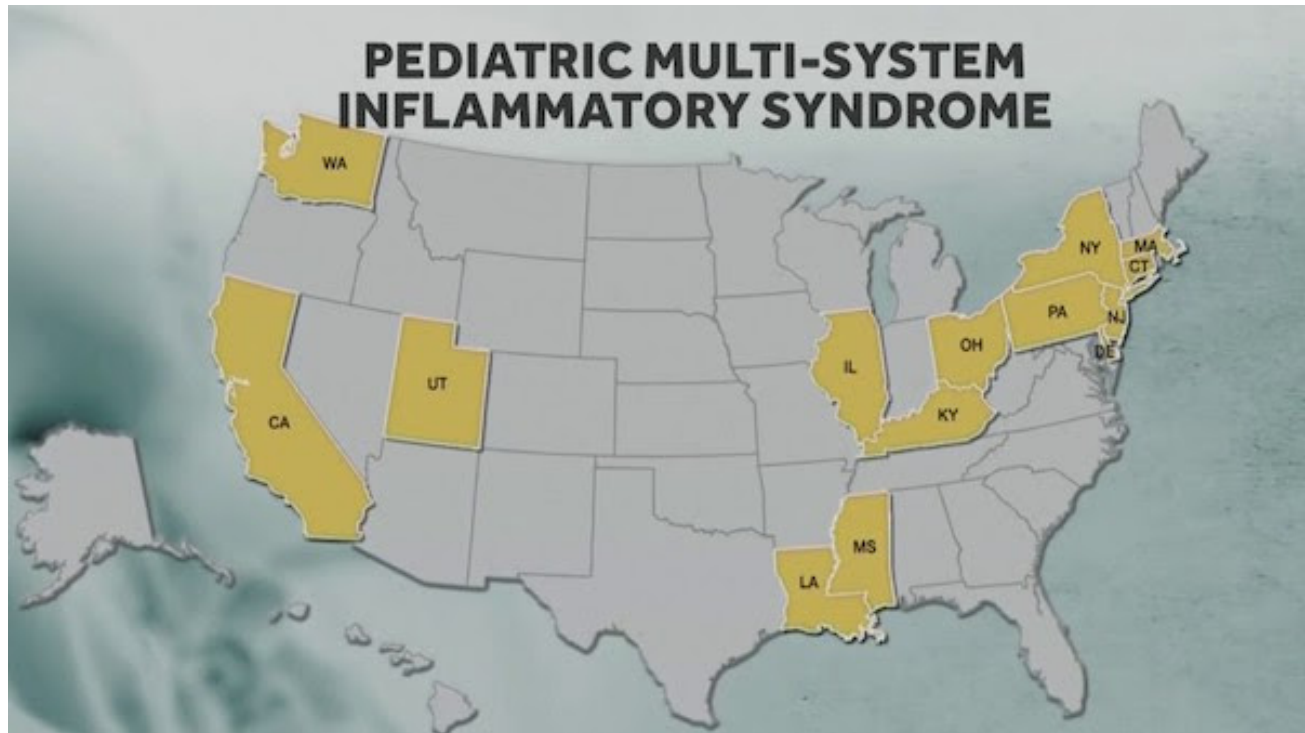 PEDIATRIC MULTI-SYSTEM
INFLAMMATORY SYNDROME
WA
NY
MA
CT
PA
NJ
OH
DE
IL
UT
KY
CA
MS
LA